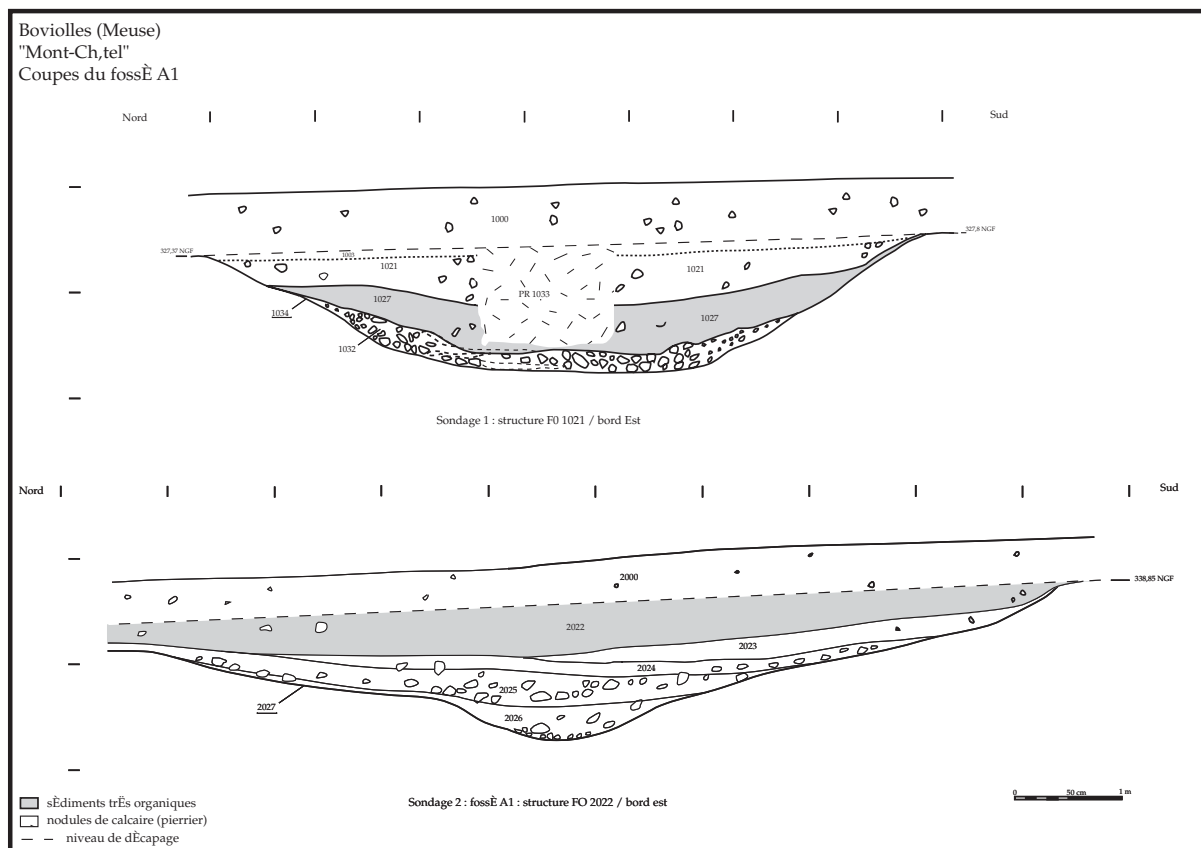 Boviolles (Meuse)
"Mont-Ch‚tel"
Coupes du fossÈ A1
Nord
Sud
1000
327,37 NGF
327,8 NGF
1003
1021
1021
PR 1033
1027
1027
1034
1032
Sondage 1 : structure F0 1021 / bord Est
Nord
Sud
2000
338,85 NGF
2022
2023
2024
2025
2027
2026
sÈdiments trËs organiques
nodules de calcaire (pierrier)
niveau de dÈcapage
Sondage 2 : fossÈ A1 : structure FO 2022 / bord est
0 50 cm 1 m